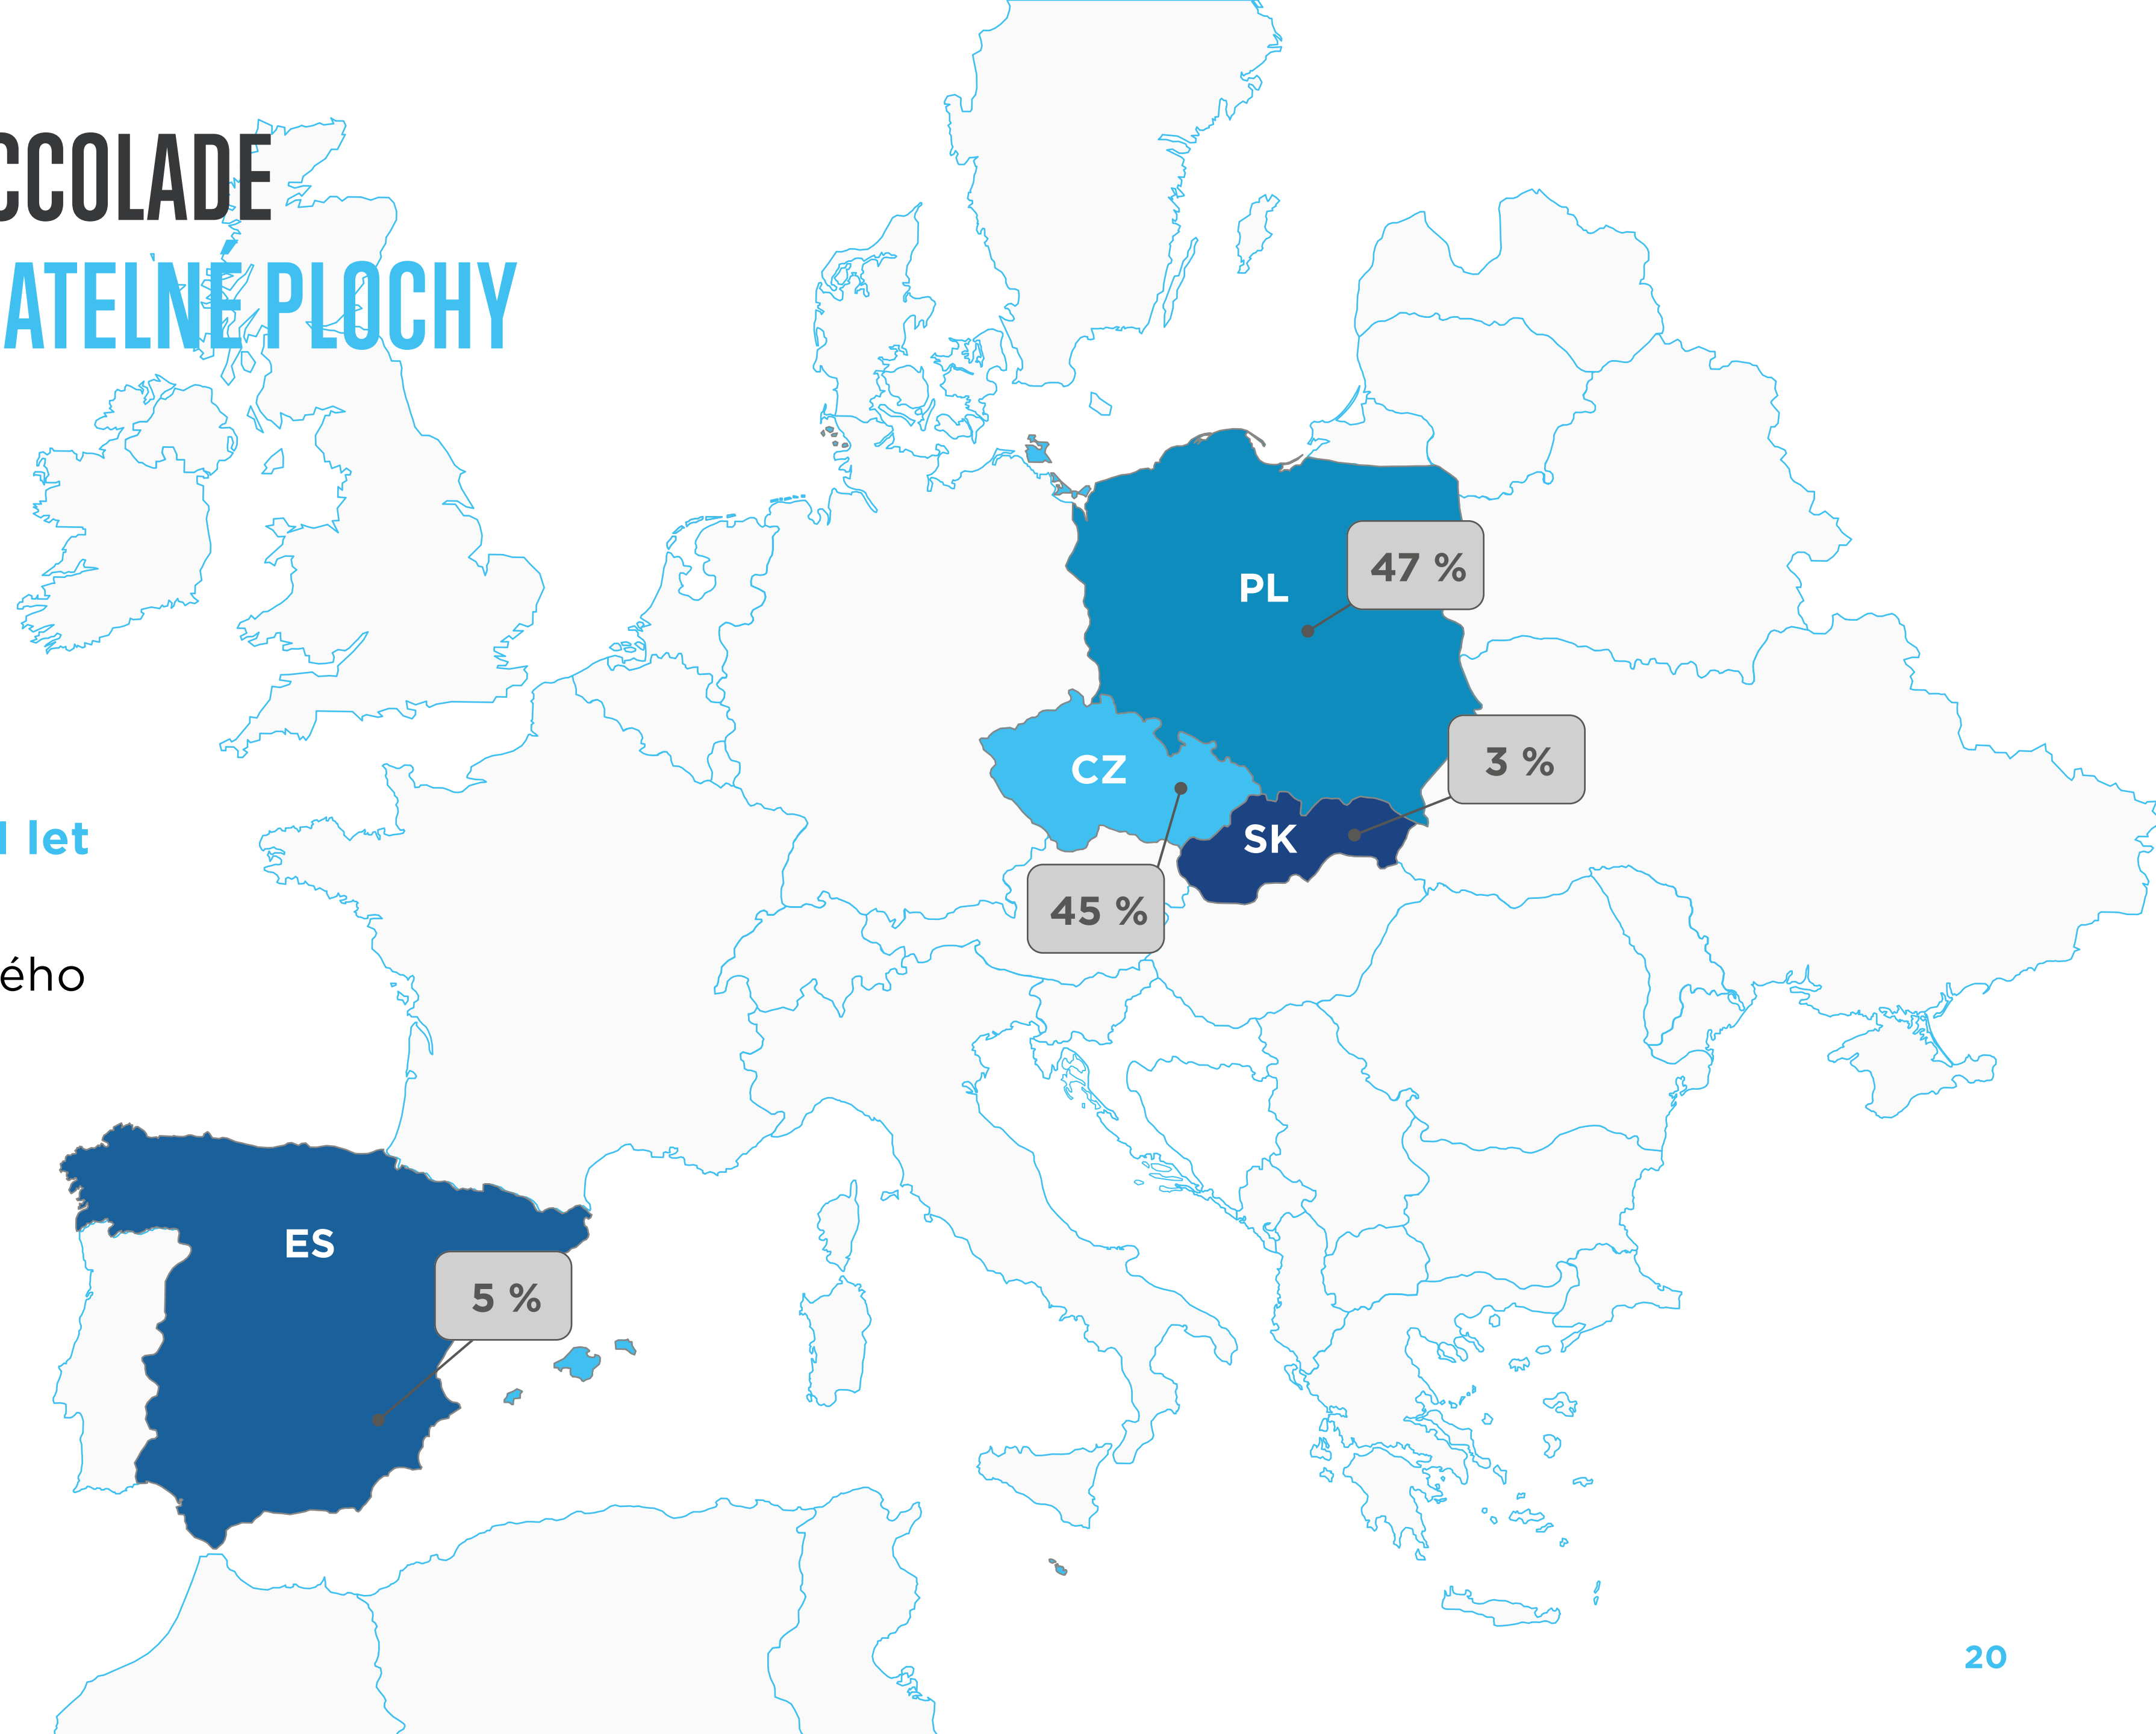 CCOLADE
ATELNÉ PLOCHY
47 %
PL
3 %
CZ
SK
let
45 %
ého
ES
5 %
20